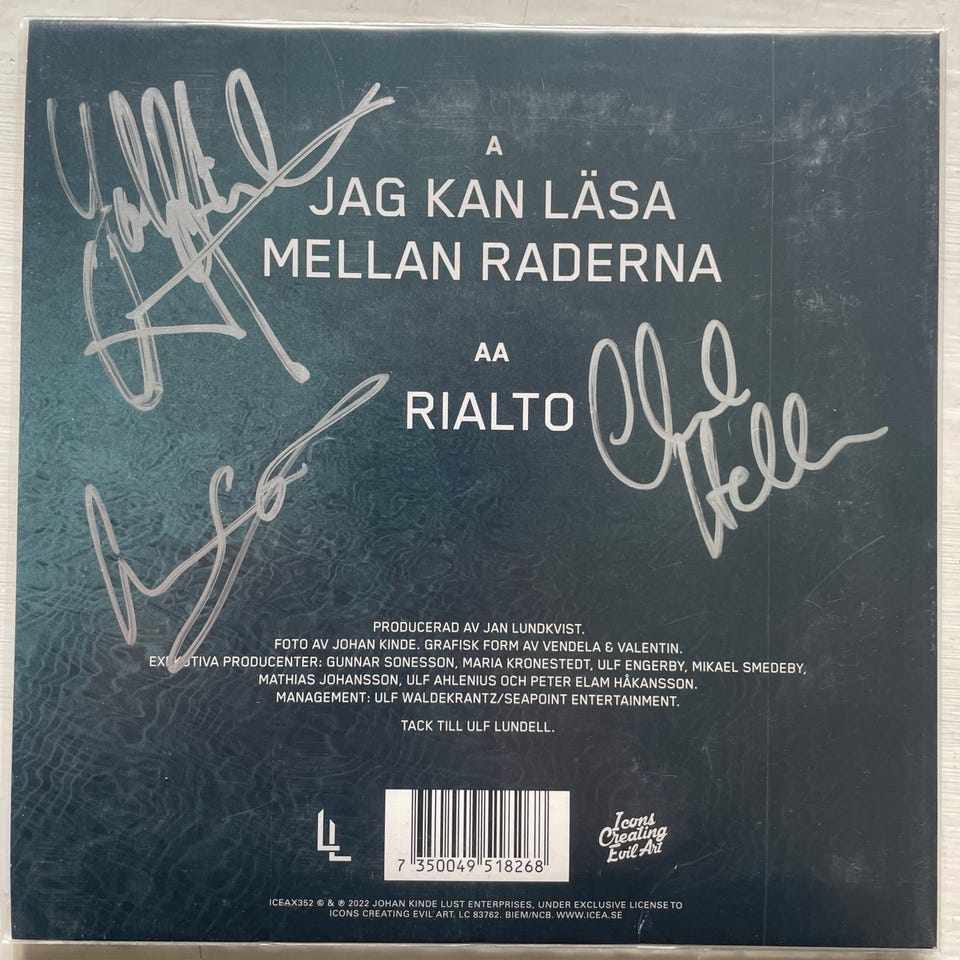 A
JAG KAN LÄSA
MELLAN RADERNA
AA
RIALTO
PRODUCERAD AV JAN LUNDKVIST.
FOTO AV JOHAN KINDE. GRAFISK FORM AV VENDELA & VALENTIN.
PRODUCENTER: GUNNAR SONESSON, MARIA KRONESTEDT, ULF ENGERBY, MIKAEL SMEDEBY,
MATHIAS JOHANSSON, ULF AHLENIUS OCH PETER ELAM HÅKANSSON.
MANAGEMENT: ULF WALDEKRANTZ/SEAPOINT ENTERTAINMENT.
TACK TILL ULF LUNDELL.
LL
7 350049 518268
Icons
Creating
Evil Art
ICEAX352 © & ℗ 2022 JOHAN KINDE LUST ENTERPRISES, UNDER EXCLUSIVE LICENSE TO
ICONS CREATING EVIL ART. LC 83762. BIEM/NCB. WWW.ICEA.SE